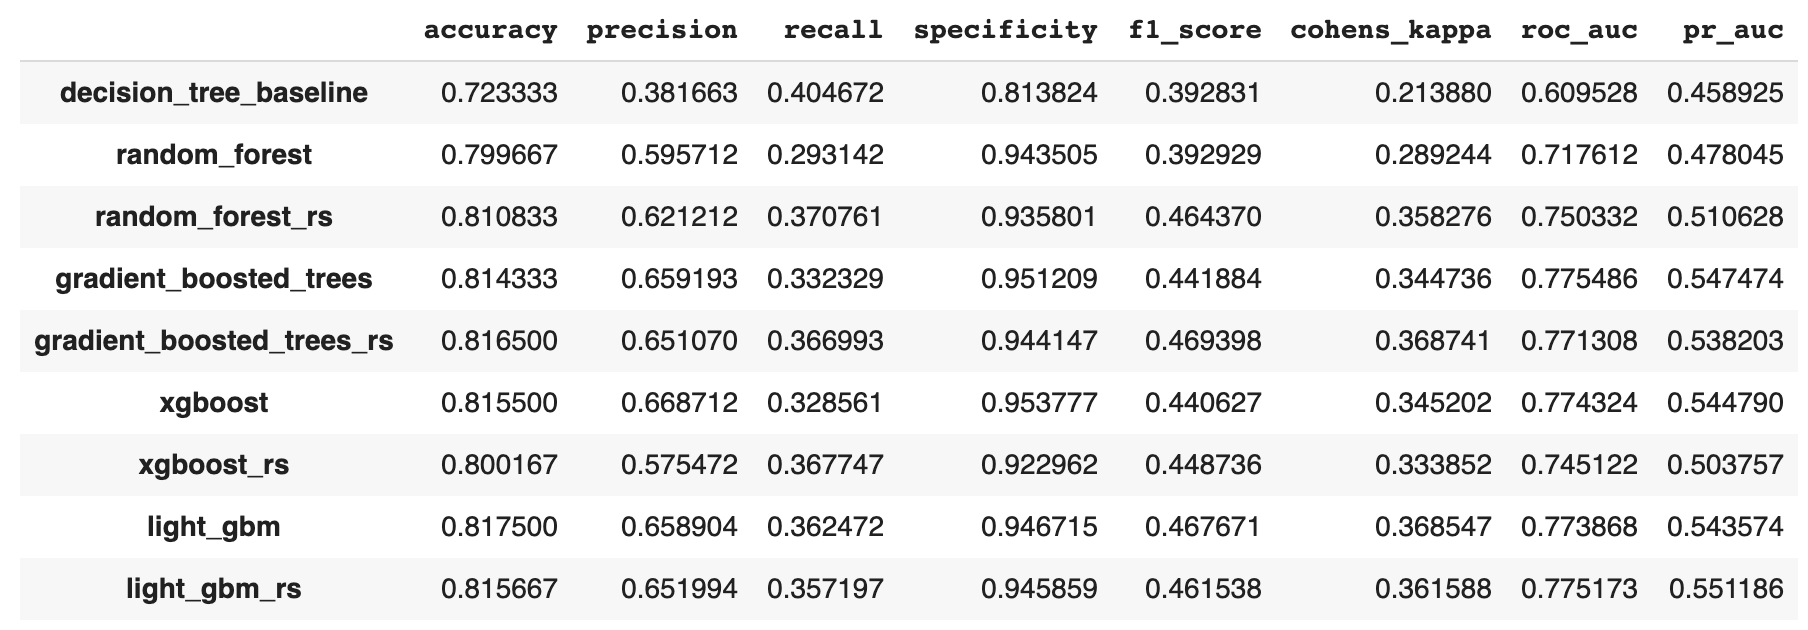 accuracy precision recall specificity f1_score cohens_kappa roc_auc pr_auc
decision_tree_baseline 0.723333 0.381663 0.404672 0.813824 0.392831 0.213880 0.609528 0.458925
random_forest 0.799667 0.595712 0.293142 0.943505 0.392929 0.289244 0.717612 0.478045
random_forest_rs 0.810833 0.621212 0.370761 0.935801 0.464370 0.358276 0.750332 0.510628
gradient_boosted_trees 0.814333 0.659193 0.332329 0.951209 0.441884 0.344736 0.775486 0.547474
gradient_boosted_trees_rs 0.816500 0.651070 0.366993 0.944147 0.469398 0.368741 0.771308 0.538203
xgboost 0.815500 0.668712 0.328561 0.953777 0.440627 0.345202 0.774324 0.544790
xgboost_rs 0.800167 0.575472 0.367747 0.922962 0.448736 0.333852 0.745122 0.503757
light_gbm 0.817500 0.658904 0.362472 0.946715 0.467671 0.368547 0.773868 0.543574
light_gbm_rs 0.815667 0.651994 0.357197 0.945859 0.461538 0.361588 0.775173 0.551186